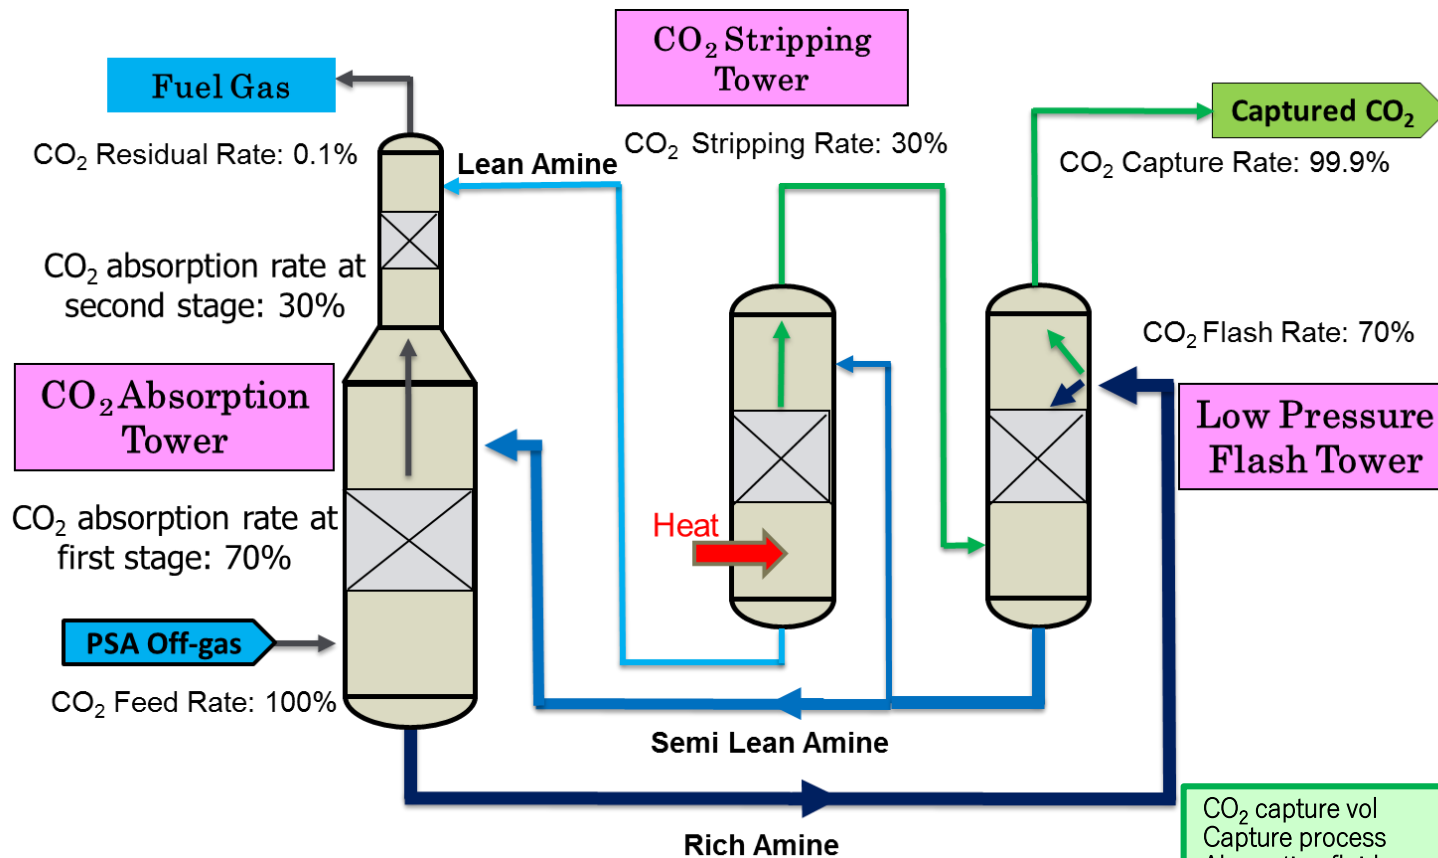 CO₂ Stripping
Tower
Fuel Gas
Captured CO₂
CO₂ Residual Rate: 0.1%
CO₂ Stripping Rate: 30%
CO₂ Capture Rate: 99.9%
Lean Amine
CO₂ absorption rate at
second stage: 30%
CO₂ Flash Rate: 70%
CO₂ Absorption
Tower
Low Pressure
Flash Tower
CO₂ absorption rate at
first stage: 70%
Heat
PSA Off-gas
CO₂ Feed Rate: 100%
Semi Lean Amine
Rich Amine
CO₂ capture vol
Capture process